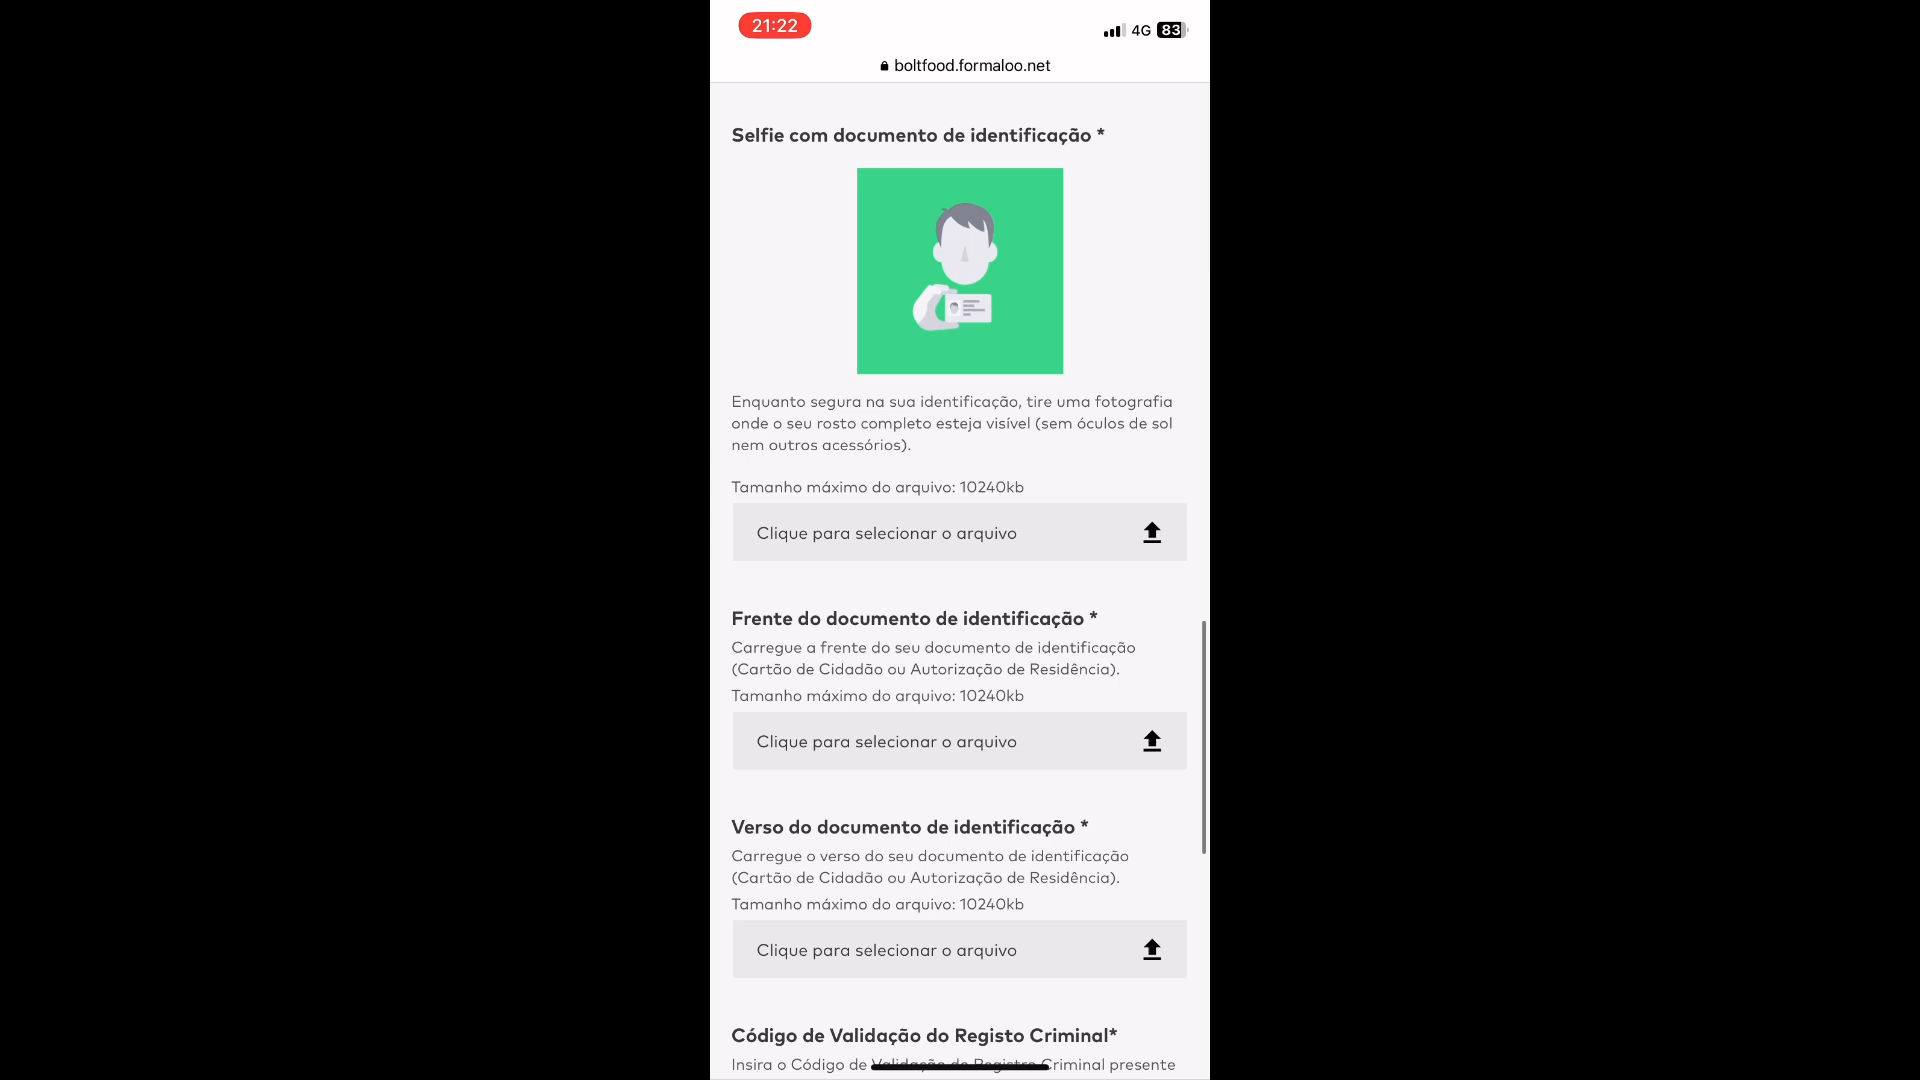 21:22
4G
83
boltfood.formaloo.net
Selfie com documento de identificação *
Enquanto segura na sua identificação, tire uma fotografia
onde o seu rosto completo esteja visível (sem óculos de sol
nem outros acessórios).
Tamanho máximo do arquivo: 10240kb
Clique para selecionar o arquivo
Frente do documento de identificação *
Carregue a frente do seu documento de identificação
(Cartão de Cidadão ou Autorização de Residência).
Tamanho máximo do arquivo: 10240kb
Clique para selecionar o arquivo
Verso do documento de identificação *
Carregue o verso do seu documento de identificação
(Cartão de Cidadão ou Autorização de Residência).
Tamanho máximo do arquivo: 10240kb
Clique para selecionar o arquivo
Código de Validação do Registo Criminal*
Insira o Código de Validação do Registro Criminal presente